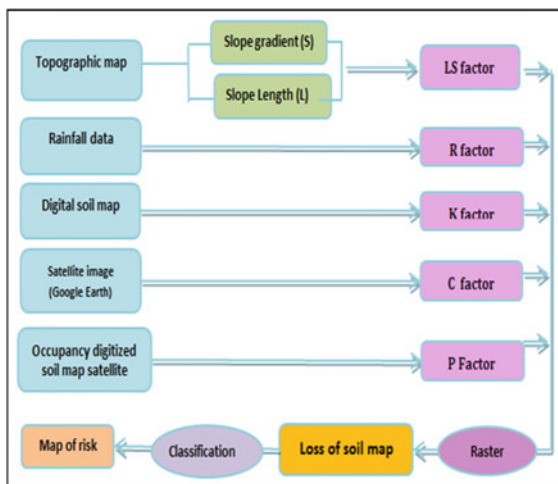 Topographic map
Slope gradient (S)
Slope Length (L)
LS factor
Rainfall data
R factor
Digital soil map
K factor
Satellite image
(Google Earth)
C factor
Occupancy digitized
soil map satellite
P Factor
Map of risk
Classification
Loss of soil map
Raster